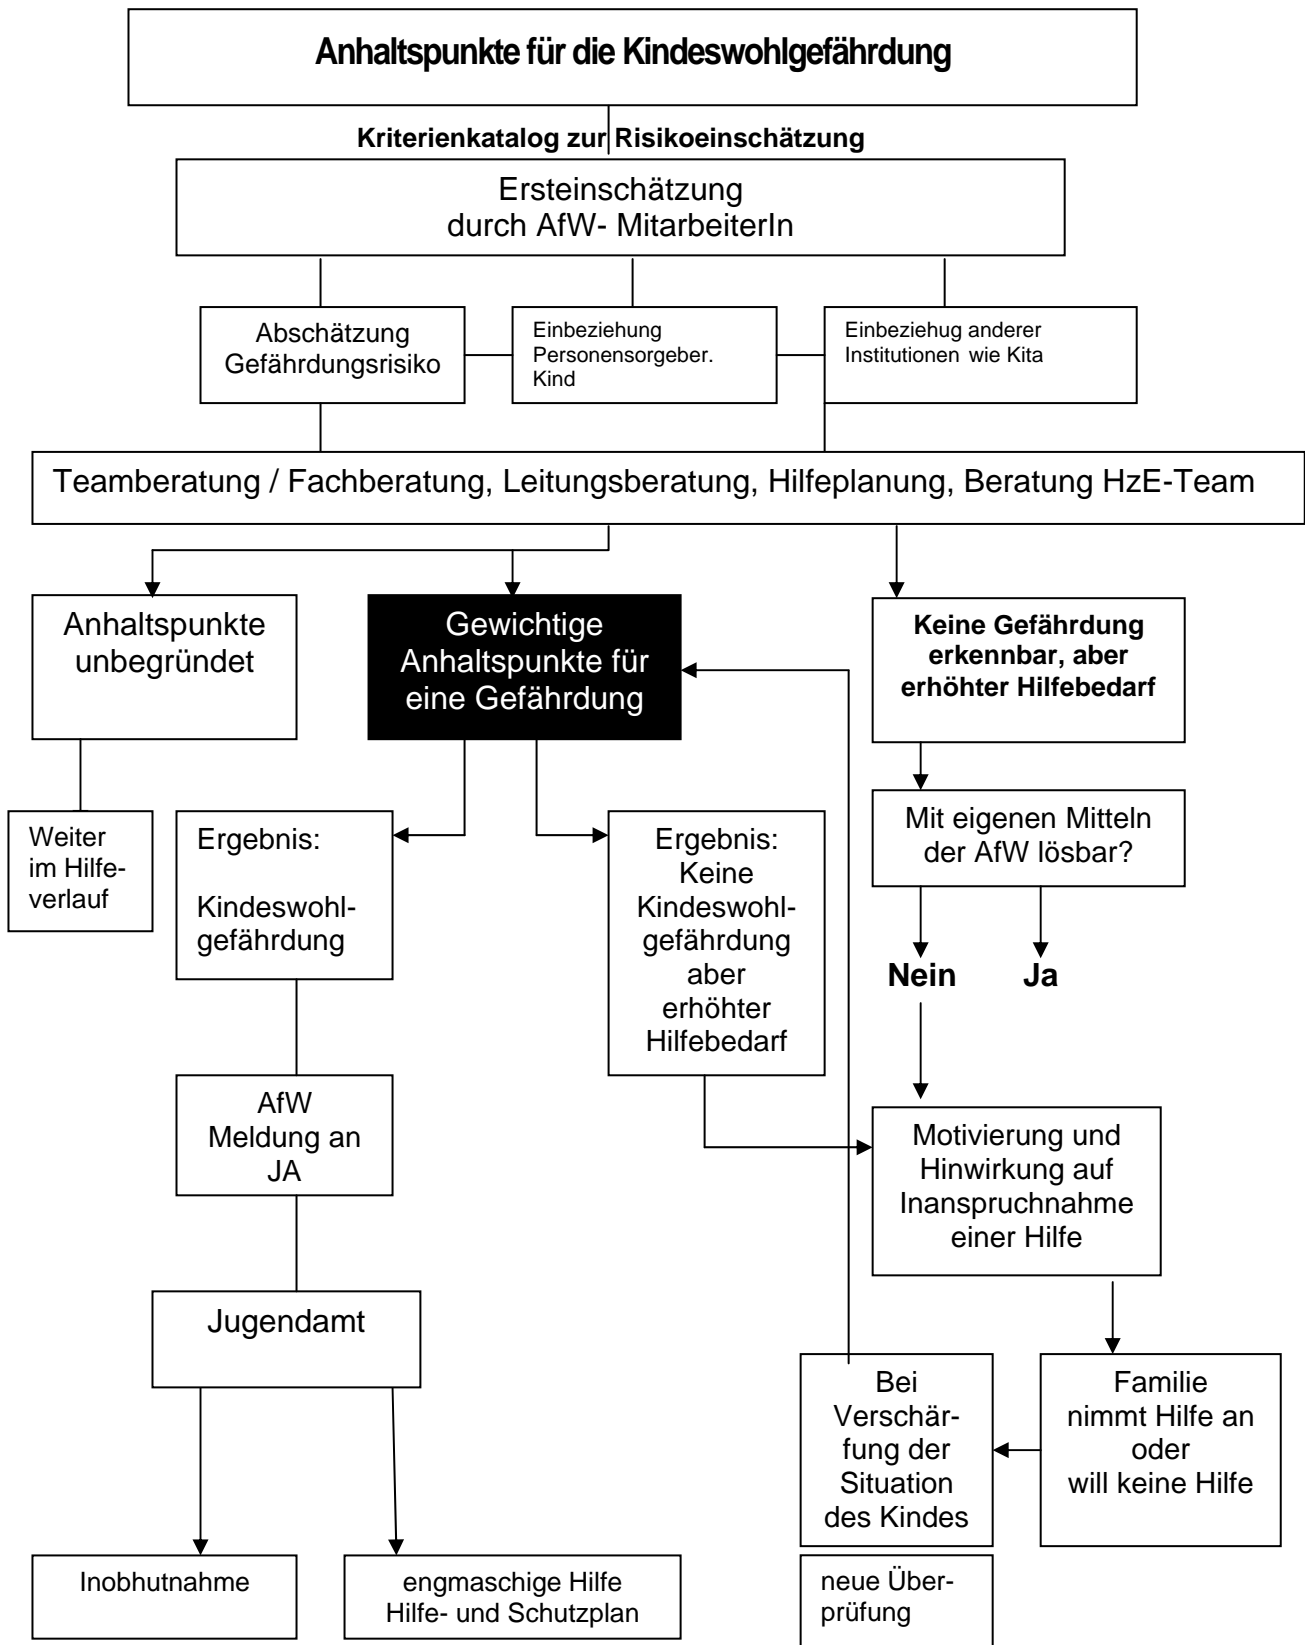 Anhaltspunkte für die Kindeswohlgefährdung
Kriterienkatalog zur Risikoeinschätzung
Ersteinschätzung
durch AfW- MitarbeiterIn
Abschätzung
Gefährdungsrisiko
Einbeziehung
Personensorgeber.
Kind
Einbeziehug anderer
Institutionen wie Kita
Teamberatung / Fachberatung, Leitungsberatung, Hilfeplanung, Beratung HzE-Team
Anhaltspunkte
unbegründet
Gewichtige
Anhaltspunkte für
eine Gefährdung
Keine Gefährdung
erkennbar, aber
erhöhter Hilfebedarf
Weiter
im Hilfe-
verlauf
Ergebnis:
Kindeswohl-
gefährdung
Ergebnis:
Keine
Kindeswohl-
gefährdung
aber
erhöhter
Hilfebedarf
Mit eigenen Mitteln
der AfW lösbar?
Nein Ja
AfW
Meldung an
JA
Motivierung und
Hinwirkung auf
Inanspruchnahme
einer Hilfe
Jugendamt
Bei
Verschär-
fung der
Situation
des Kindes
Familie
nimmt Hilfe an
oder
will keine Hilfe
Inobhutnahme
engmaschige Hilfe
Hilfe- und Schutzplan
neue Über-
prüfung